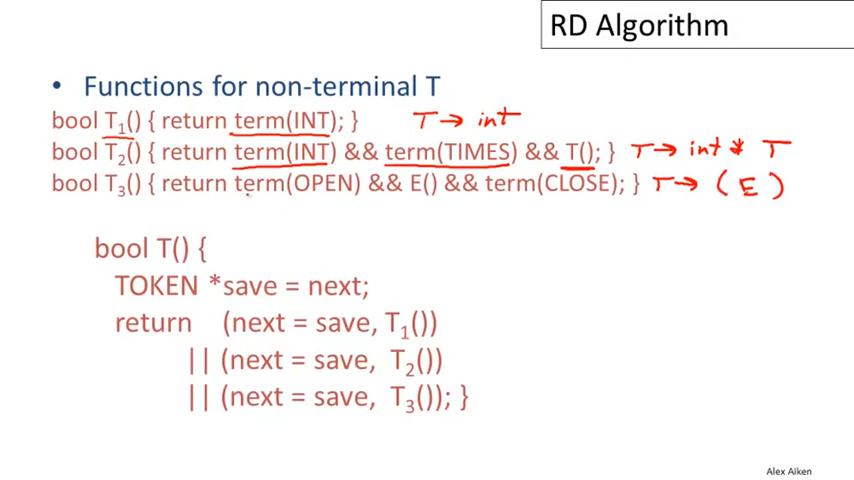 RD Algorithm
• Functions for non-terminal T
bool T₁() { return term(INT); } T → int
bool T₂() { return term(INT) && term(TIMES) && T(); } T → int * T
bool T₃() { return term(OPEN) && E() && term(CLOSE); } T → ( E )
bool T() {
TOKEN *save = next;
return (next = save, T₁())
|| (next = save, T₂())
|| (next = save, T₃()); }
Alex Aiken